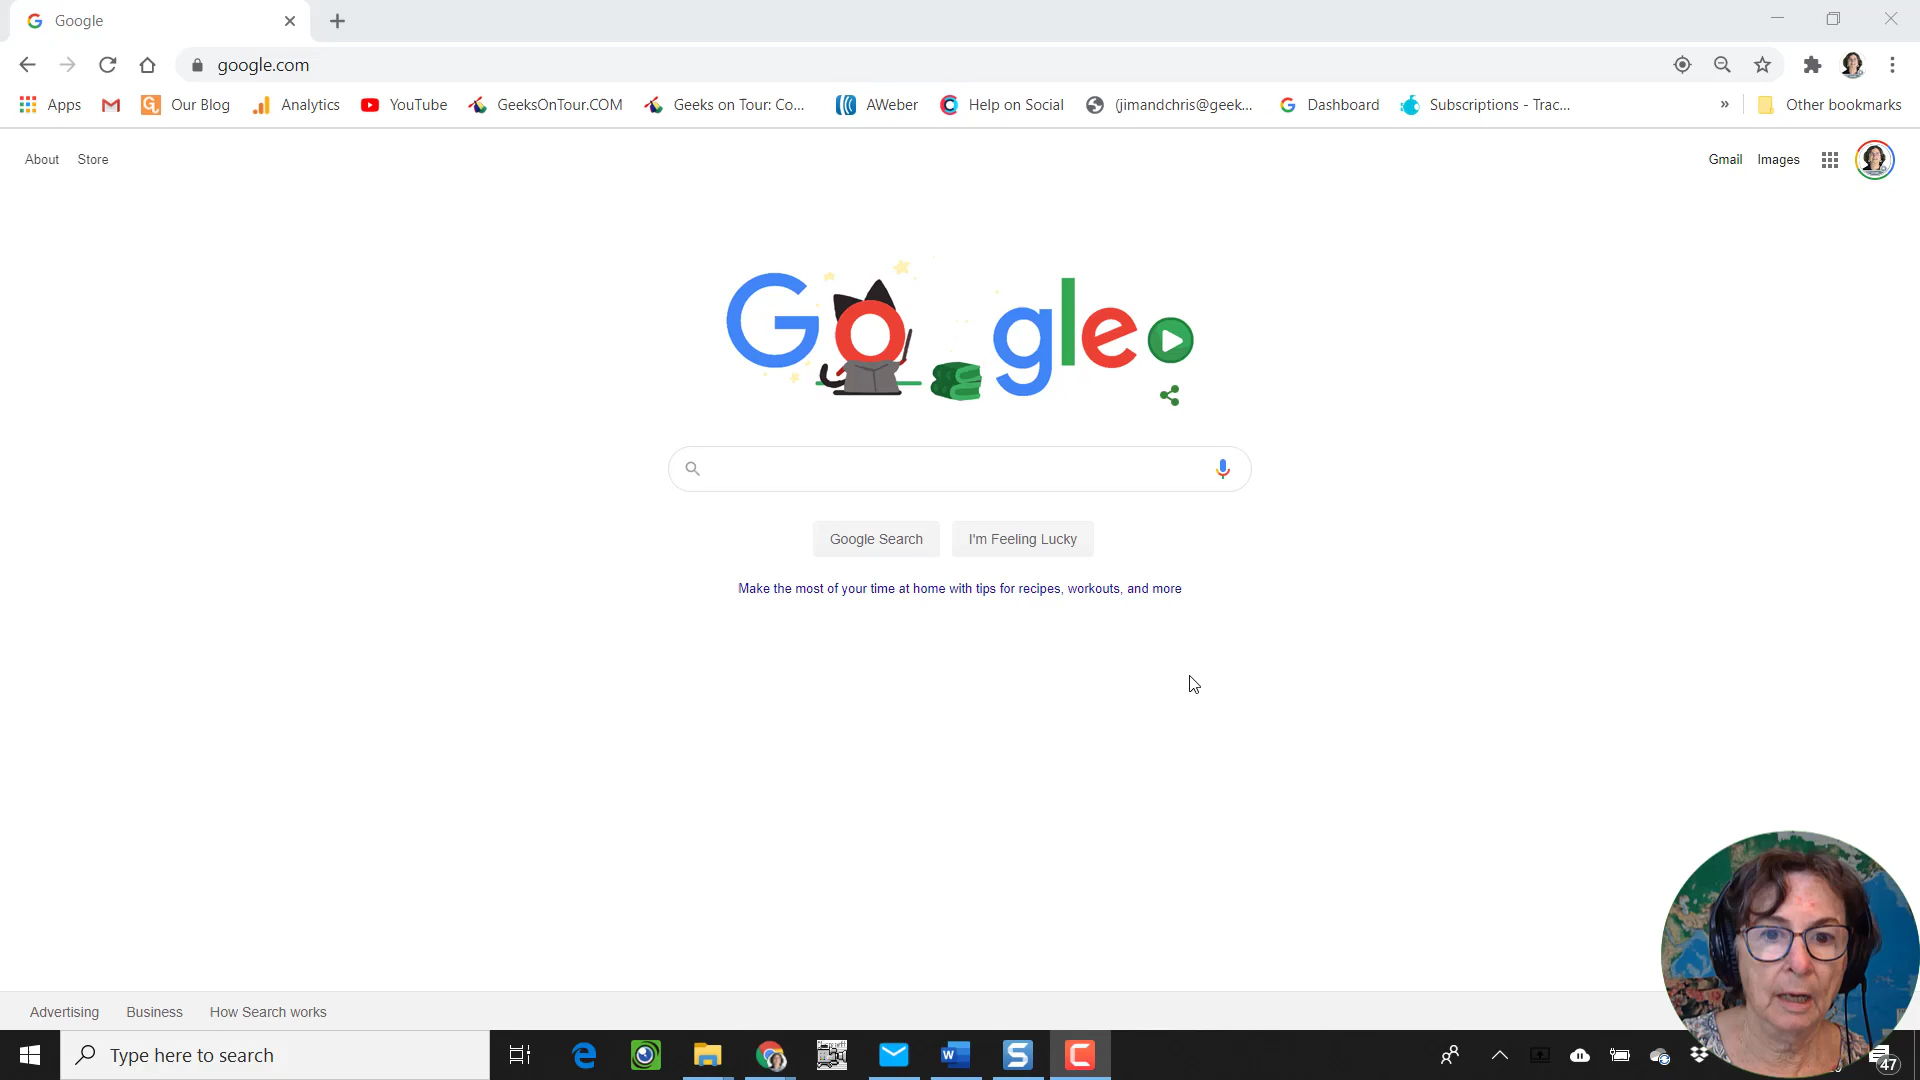 Google
google.com
Apps Our Blog Analytics YouTube GeeksOnTour.COM Geeks on Tour: Co... AWeber Help on Social (jimandchris@geek... Dashboard Subscriptions - Trac... » Other bookmarks
About Store Gmail Images
Go gle
Google Search I'm Feeling Lucky
Make the most of your time at home with tips for recipes, workouts, and more
Advertising Business How Search works
Type here to search
47